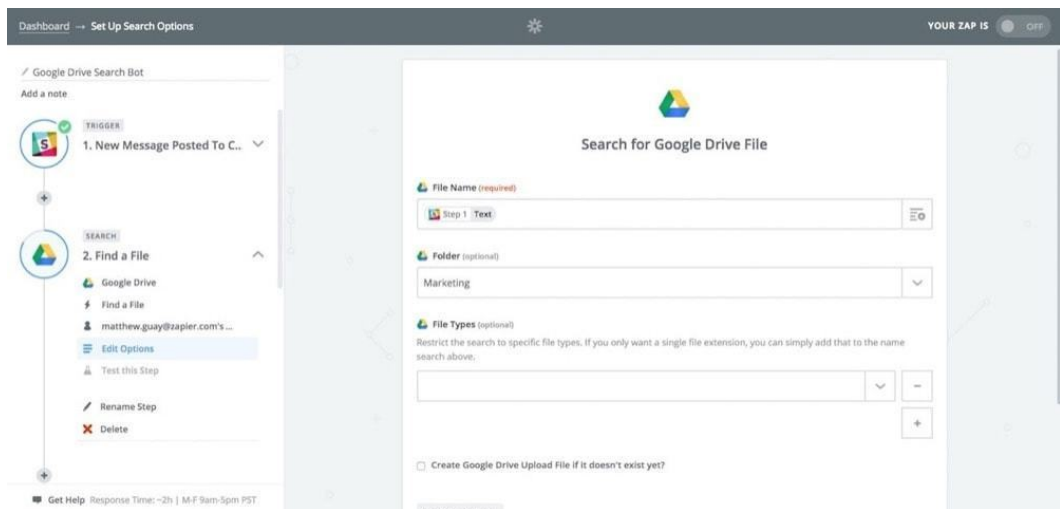 Dashboard → Set Up Search Options
YOUR ZAP IS
OFF
Google Drive Search Bot
Add a note
TRIGGER
1. New Message Posted To C..
SEARCH
2. Find a File
Google Drive
Find a File
matthew.guay@zapier.com's ...
Edit Options
Test this Step
Rename Step
Delete
Get Help Response Time: ~2h | M-F 9am-5pm PST
Search for Google Drive File
File Name (required)
Step 1 Text
Folder (optional)
Marketing
File Types (optional)
Restrict the search to specific file types. If you only want a single file extension, you can simply add that to the name
search above.
Create Google Drive Upload File if it doesn't exist yet?